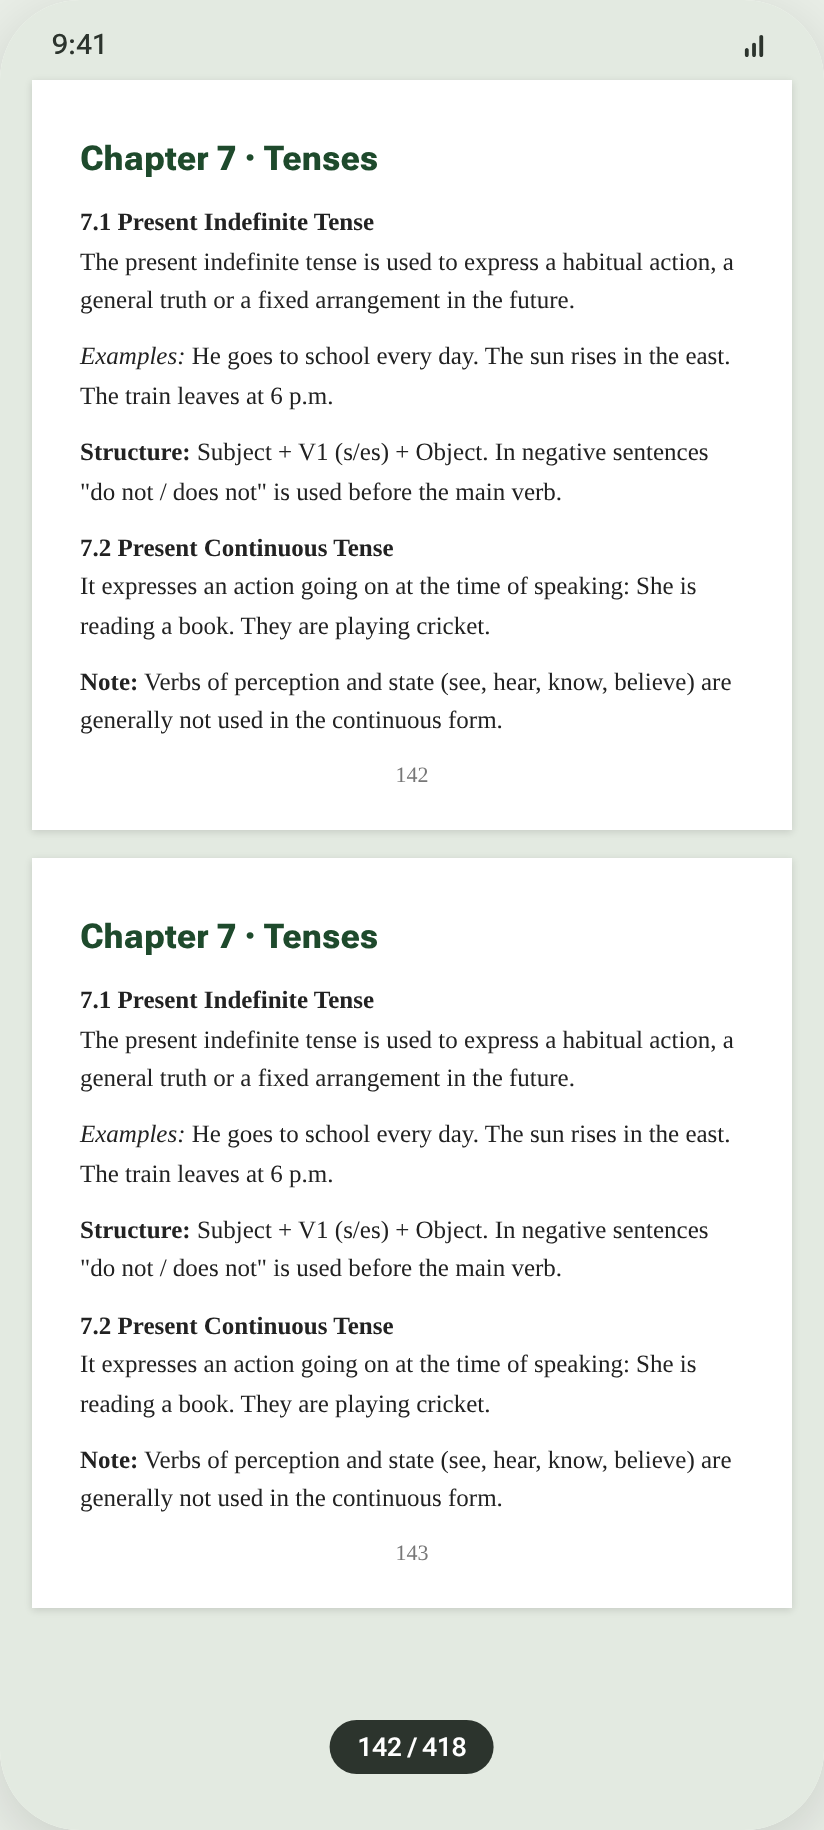 9:41
Chapter 7 · Tenses
7.1 Present Indefinite Tense
The present indefinite tense is used to express a habitual action, a
general truth or a fixed arrangement in the future.
Examples: He goes to school every day. The sun rises in the east.
The train leaves at 6 p.m.
Structure: Subject + V1 (s/es) + Object. In negative sentences
"do not / does not" is used before the main verb.
7.2 Present Continuous Tense
It expresses an action going on at the time of speaking: She is
reading a book. They are playing cricket.
Note: Verbs of perception and state (see, hear, know, believe) are
generally not used in the continuous form.
142
Chapter 7 · Tenses
7.1 Present Indefinite Tense
The present indefinite tense is used to express a habitual action, a
general truth or a fixed arrangement in the future.
Examples: He goes to school every day. The sun rises in the east.
The train leaves at 6 p.m.
Structure: Subject + V1 (s/es) + Object. In negative sentences
"do not / does not" is used before the main verb.
7.2 Present Continuous Tense
It expresses an action going on at the time of speaking: She is
reading a book. They are playing cricket.
Note: Verbs of perception and state (see, hear, know, believe) are
generally not used in the continuous form.
143
142 / 418